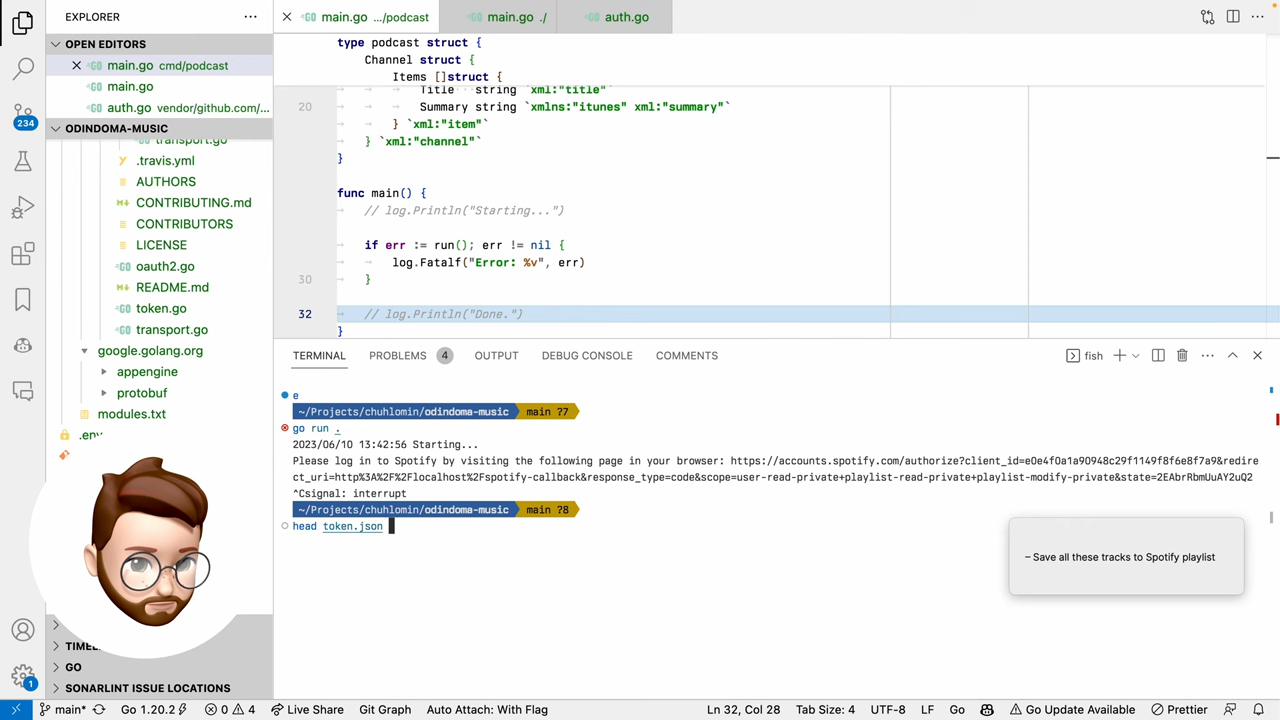 EXPLORER
main.go .../podcast
main.go ./
auth.go
OPEN EDITORS
main.go cmd/podcast
main.go
auth.go vendor/github.com/...
ODINDOMA-MUSIC
transport.go
.travis.yml
AUTHORS
CONTRIBUTING.md
CONTRIBUTORS
LICENSE
oauth2.go
README.md
token.go
transport.go
google.golang.org
appengine
protobuf
modules.txt
.env
TIMEL
GO
SONARLINT ISSUE LOCATIONS
234
1
type podcast struct {
Channel struct {
Items []struct {
Title string `xml:"title"`
20 Summary string `xmlns:"itunes" xml:"summary"`
} `xml:"item"`
} `xml:"channel"`
}
func main() {
// log.Println("Starting...")
if err := run(); err != nil {
log.Fatalf("Error: %v", err)
30 }
32 // log.Println("Done.")
}
TERMINAL PROBLEMS 4 OUTPUT DEBUG CONSOLE COMMENTS
fish
e
~/Projects/chuhlomin/odindoma-music main ?7
go run .
2023/06/10 13:42:56 Starting...
Please log in to Spotify by visiting the following page in your browser: https://accounts.spotify.com/authorize?client_id=e0e4f0a1a90948c29f1149f8f6e8f7a9&redire
ct_uri=http%3A%2F%2Flocalhost%2Fspotify-callback&response_type=code&scope=user-read-private+playlist-read-private+playlist-modify-private&state=2EAbrRbmUuAY2uQ2
^Csignal: interrupt
~/Projects/chuhlomin/odindoma-music main ?8
head token.json
– Save all these tracks to Spotify playlist
main* Go 1.20.2 0 4 Live Share Git Graph Auto Attach: With Flag Ln 32, Col 28 Tab Size: 4 UTF-8 LF Go Go Update Available Prettier